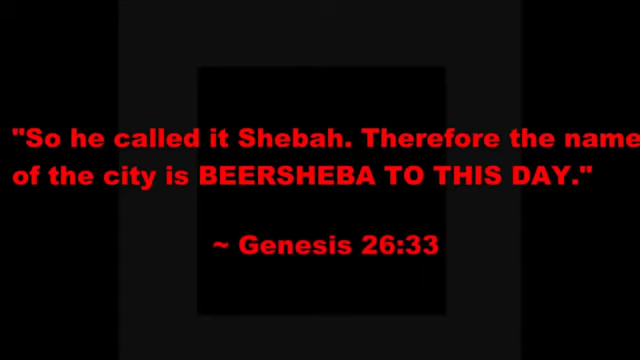 "So he called it Shebah. Therefore the name
of the city is BEERSHEBA TO THIS DAY."
~ Genesis 26:33